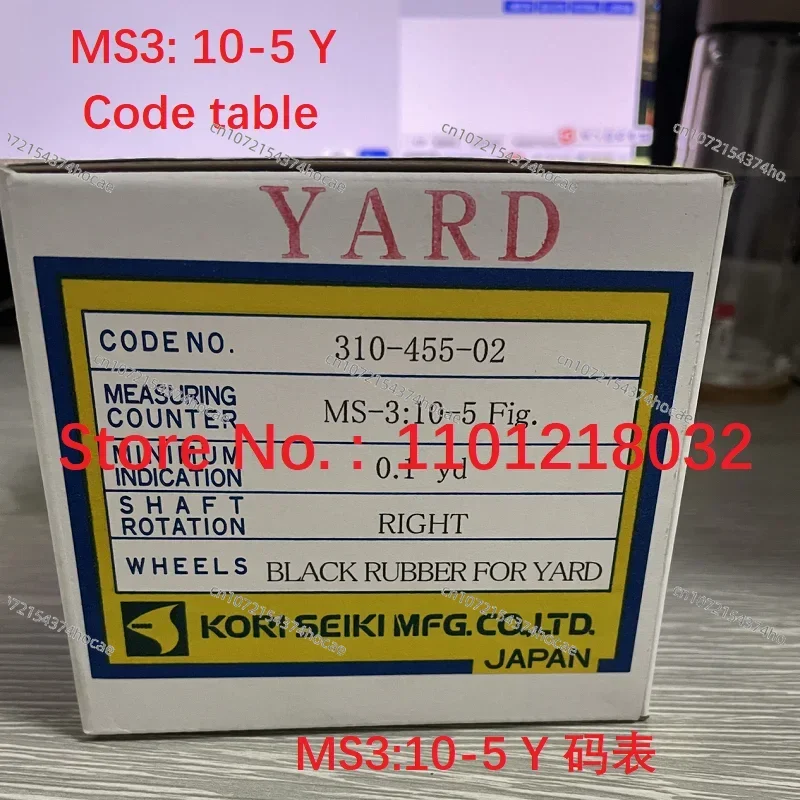 MS3: 10-5 Y
Code table
cn1072154374hocae
YARD
CODE NO. 310-455-02
MEASURING COUNTER MS-3:10-5 Fig.
Store No.: 1101218032
MINIMUM INDICATION 0.1 yd
SHAFT ROTATION RIGHT
WHEELS BLACK RUBBER FOR YARD
KORI SEIKI MFG.CO.,LTD.
JAPAN
MS3:10-5 Y 码表